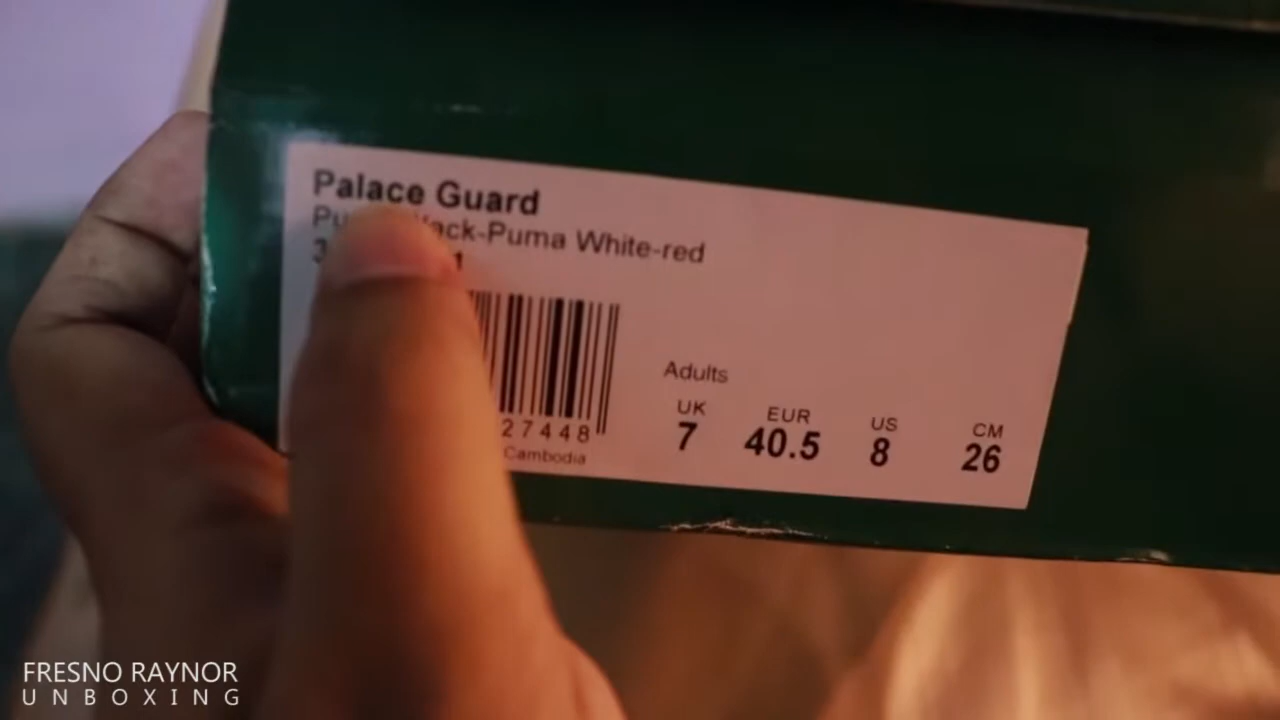 Palace Guard
Puma White-red
27448
Cambodia
Adults
UK EUR US CM
7 40.5 8 26
FRESNO RAYNOR
UNBOXING